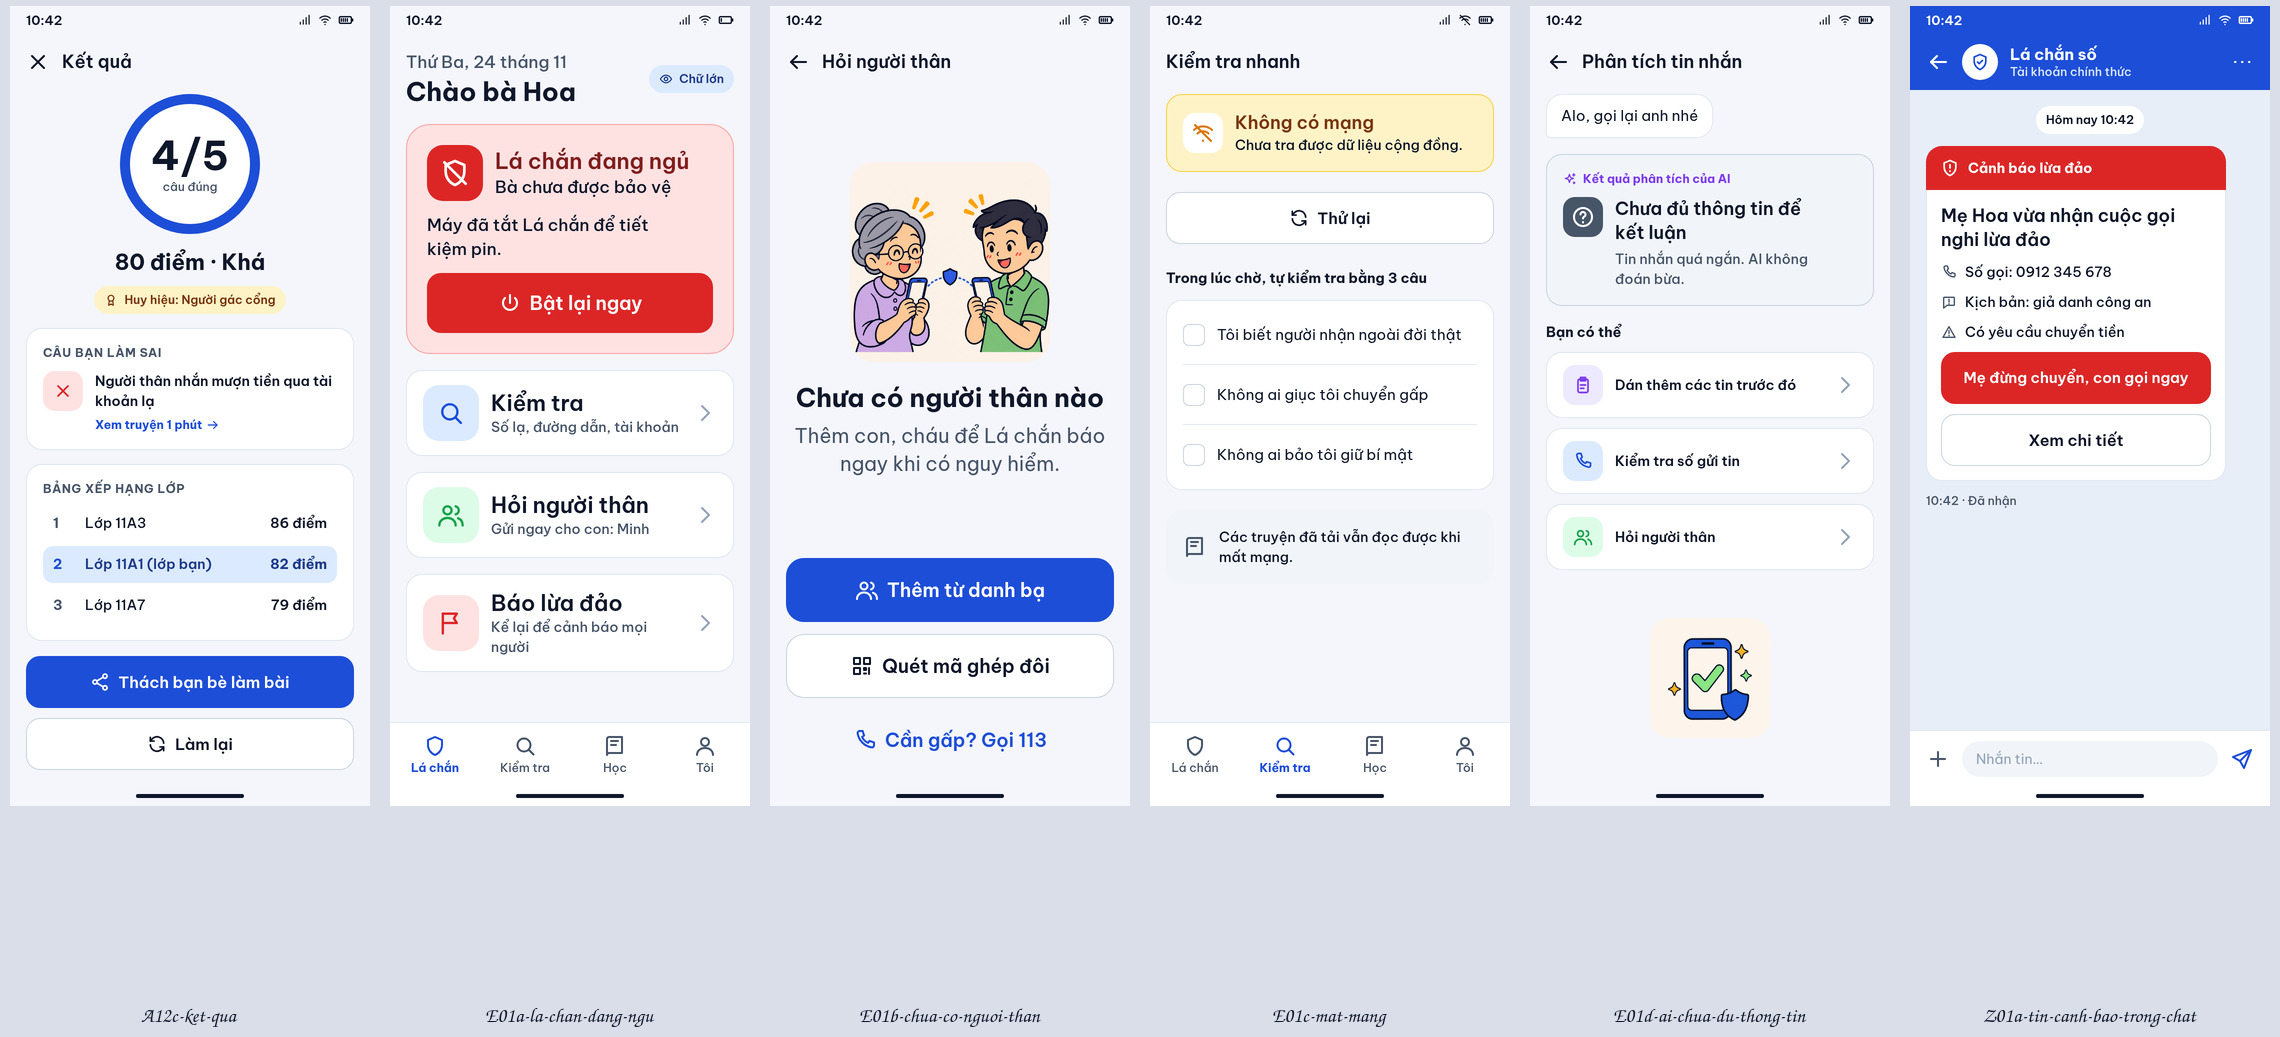 10:42
Kết quả
4/5
câu đúng
80 điểm · Khá
Huy hiệu: Người gác cổng
CÂU BẠN LÀM SAI
Người thân nhắn mượn tiền qua tài
khoản lạ
Xem truyện 1 phút →
BẢNG XẾP HẠNG LỚP
1 Lớp 11A3 86 điểm
2 Lớp 11A1 (lớp bạn) 82 điểm
3 Lớp 11A7 79 điểm
Thách bạn bè làm bài
Làm lại
A12c-ket-qua
10:42
Thứ Ba, 24 tháng 11
Chào bà Hoa
Chữ lớn
Lá chắn đang ngủ
Bà chưa được bảo vệ
Máy đã tắt Lá chắn để tiết
kiệm pin.
Bật lại ngay
Kiểm tra
Số lạ, đường dẫn, tài khoản
Hỏi người thân
Gửi ngay cho con: Minh
Báo lừa đảo
Kể lại để cảnh báo mọi
người
Lá chắn Kiểm tra Học Tôi
E01a-la-chan-dang-ngu
10:42
Hỏi người thân
Chưa có người thân nào
Thêm con, cháu để Lá chắn báo
ngay khi có nguy hiểm.
Thêm từ danh bạ
Quét mã ghép đôi
Cần gấp? Gọi 113
E01b-chua-co-nguoi-than
10:42
Kiểm tra nhanh
Không có mạng
Chưa tra được dữ liệu cộng đồng.
Thử lại
Trong lúc chờ, tự kiểm tra bằng 3 câu
Tôi biết người nhận ngoài đời thật
Không ai giục tôi chuyển gấp
Không ai bảo tôi giữ bí mật
Các truyện đã tải vẫn đọc được khi
mất mạng.
Lá chắn Kiểm tra Học Tôi
E01c-mat-mang
10:42
Phân tích tin nhắn
Alo, gọi lại anh nhé
Kết quả phân tích của AI
Chưa đủ thông tin để
kết luận
Tin nhắn quá ngắn. AI không
đoán bừa.
Bạn có thể
Dán thêm các tin trước đó
Kiểm tra số gửi tin
Hỏi người thân
E01d-ai-chua-du-thong-tin
10:42
Lá chắn số
Tài khoản chính thức
Hôm nay 10:42
Cảnh báo lừa đảo
Mẹ Hoa vừa nhận cuộc gọi
nghi lừa đảo
Số gọi: 0912 345 678
Kịch bản: giả danh công an
Có yêu cầu chuyển tiền
Mẹ đừng chuyển, con gọi ngay
Xem chi tiết
10:42 · Đã nhận
Nhắn tin...
Z01a-tin-canh-bao-trong-chat